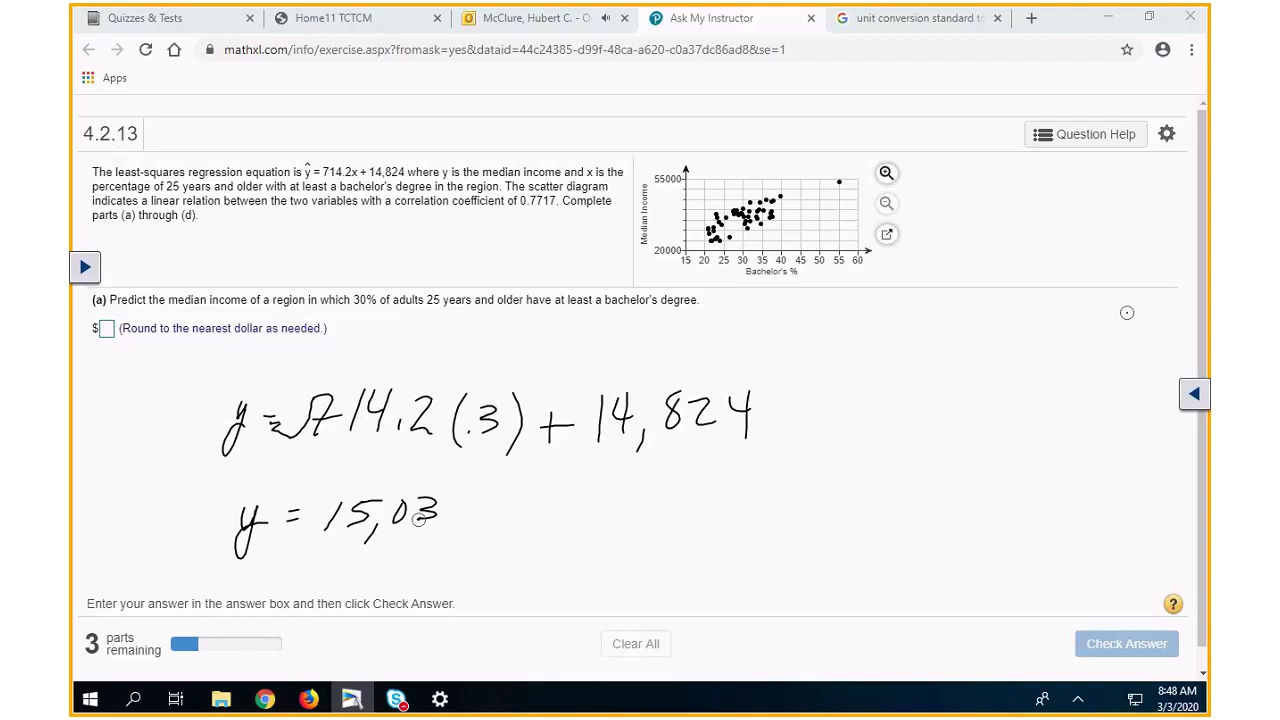 Quizzes & Tests
Home11 TCTCM
McClure, Hubert C. - O
Ask My Instructor
unit conversion standard to
mathxl.com/info/exercise.aspx?fromask=yes&dataid=44c24385-d99f-48ca-a620-c0a37dc86ad8&se=1
Apps
4.2.13
Question Help
The least-squares regression equation is ŷ = 714.2x + 14,824 where y is the median income and x is the
percentage of 25 years and older with at least a bachelor's degree in the region. The scatter diagram
indicates a linear relation between the two variables with a correlation coefficient of 0.7717. Complete
parts (a) through (d).
55000
Median Income
20000
15 20 25 30 35 40 45 50 55 60
Bachelor's %
(a) Predict the median income of a region in which 30% of adults 25 years and older have at least a bachelor's degree.
$ (Round to the nearest dollar as needed.)
y = 714.2 (.3) + 14,824
y = 15,03
Enter your answer in the answer box and then click Check Answer.
?
3 parts
remaining
Clear All
Check Answer
8:48 AM
3/3/2020